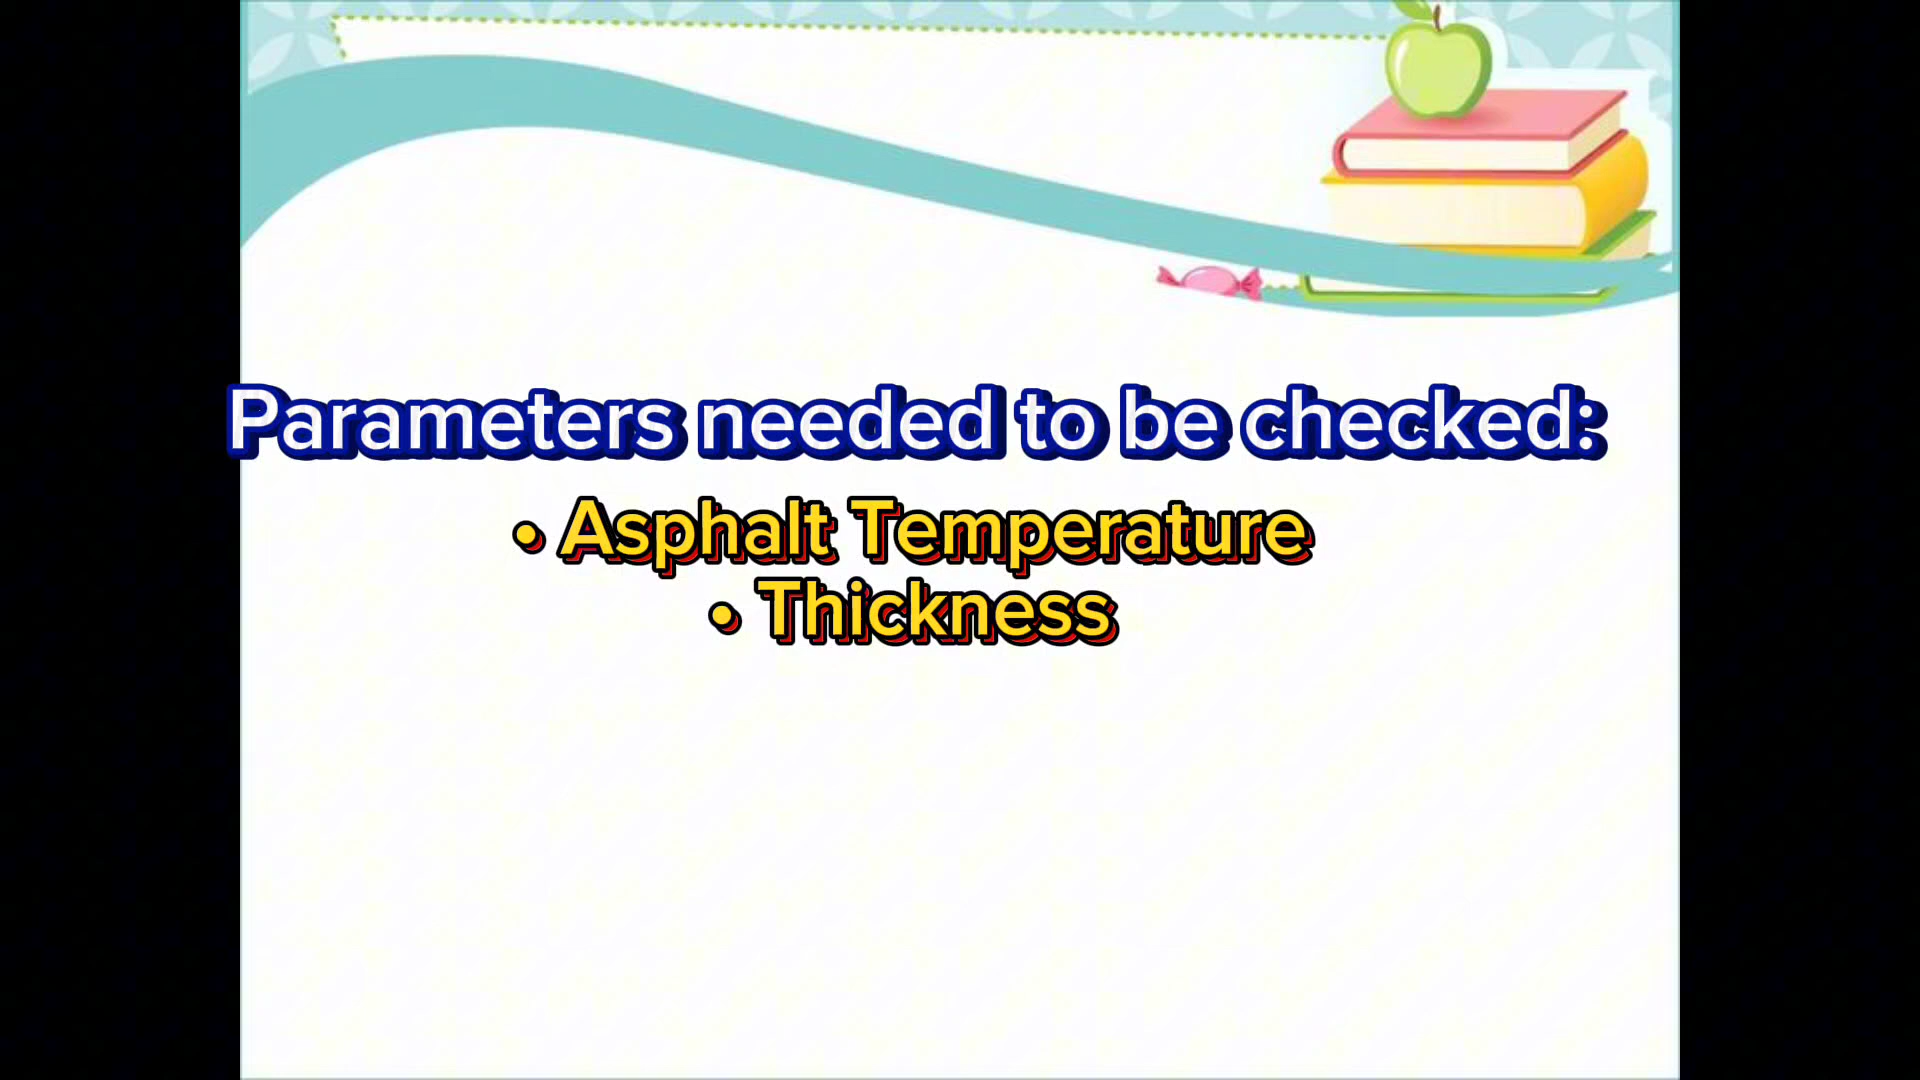 Parameters needed to be checked:
• Asphalt Temperature
• Thickness